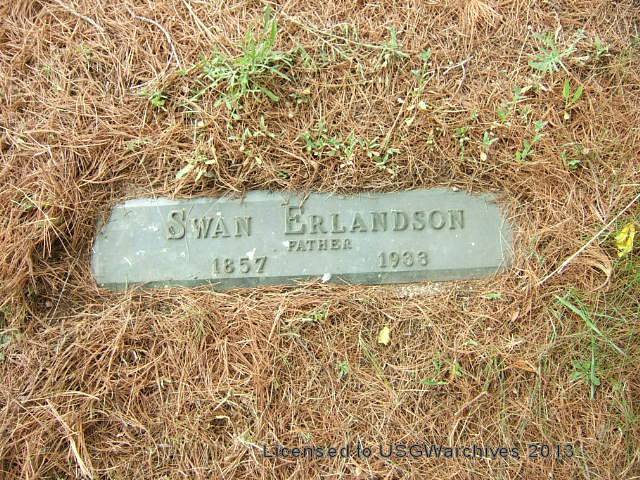 SWAN ERLANDSON
FATHER
1857 1933
Licensed to USGWarchives 2013